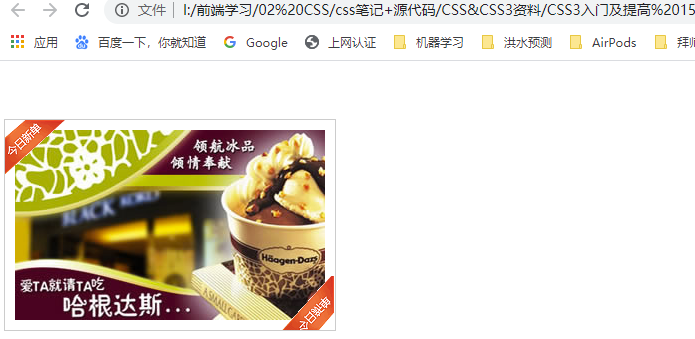 文件 | I:/前端学习/02%20CSS/css笔记+源代码/CSS&CSS3资料/CSS3入门及提高%2015
应用 百度一下，你就知道 Google 上网认证 机器学习 洪水预测 AirPods 拜师
今日新单
领航冰品
倾情奉献
BLACK
Häagen-Dazs
爱TA就请TA吃
哈根达斯...
今日新单